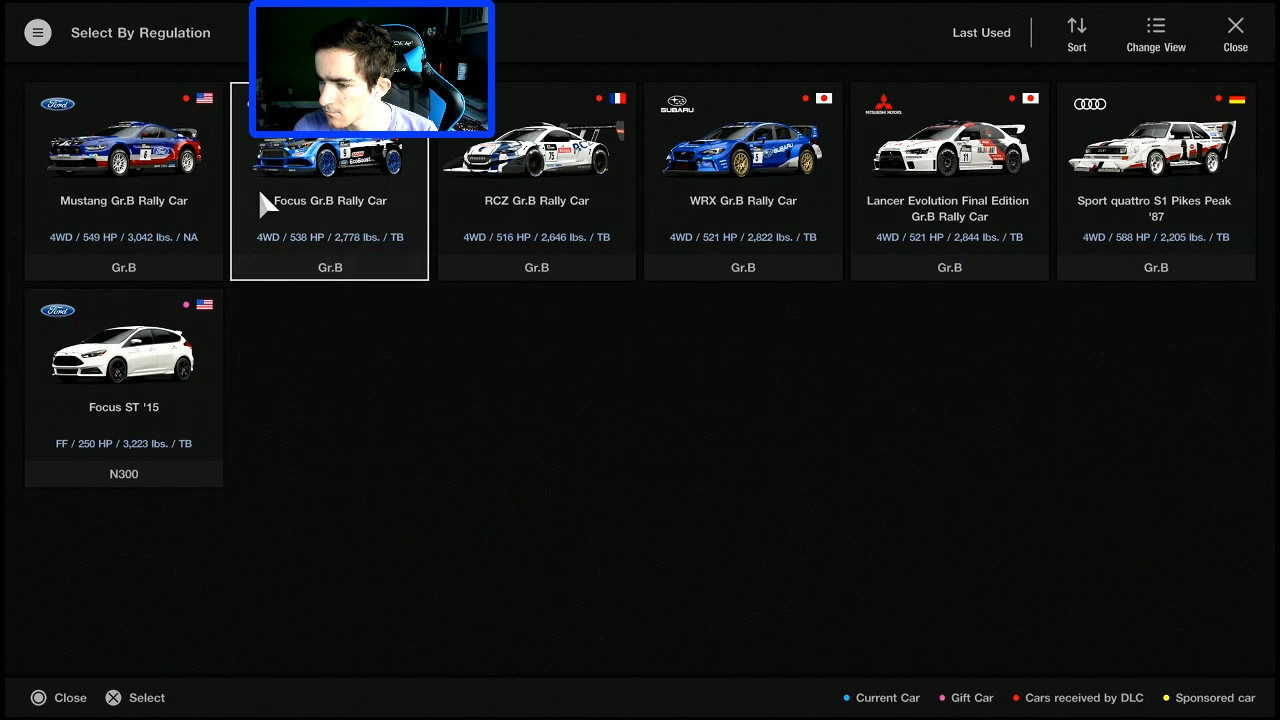 Select By Regulation
Last Used
Sort
Change View
Close
Ford
Mustang Gr.B Rally Car
4WD / 549 HP / 3,042 lbs. / NA
Gr.B
Focus Gr.B Rally Car
4WD / 538 HP / 2,778 lbs. / TB
Gr.B
RCZ Gr.B Rally Car
4WD / 516 HP / 2,646 lbs. / TB
Gr.B
SUBARU
WRX Gr.B Rally Car
4WD / 521 HP / 2,822 lbs. / TB
Gr.B
MITSUBISHI MOTORS
Lancer Evolution Final Edition
Gr.B Rally Car
4WD / 521 HP / 2,844 lbs. / TB
Gr.B
Sport quattro S1 Pikes Peak
'87
4WD / 588 HP / 2,205 lbs. / TB
Gr.B
Ford
Focus ST '15
FF / 250 HP / 3,223 lbs. / TB
N300
Close
Select
Current Car
Gift Car
Cars received by DLC
Sponsored car